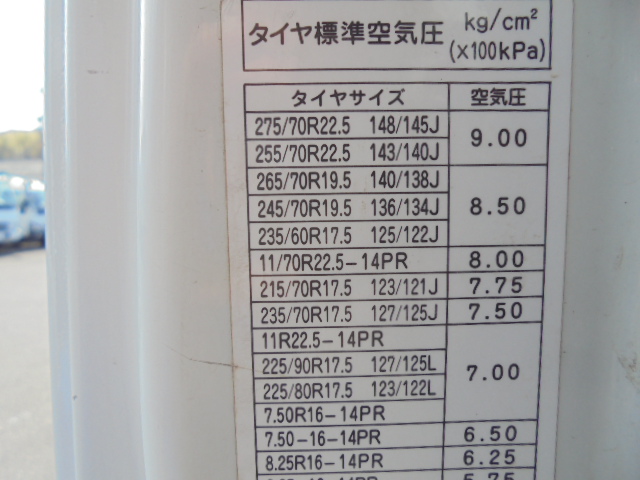 タイヤ標準空気圧 kg/cm²
(x100kPa)
タイヤサイズ 空気圧
275/70R22.5 148/145J
9.00
255/70R22.5 143/140J
265/70R19.5 140/138J
245/70R19.5 136/134J 8.50
235/60R17.5 125/122J
11/70R22.5-14PR 8.00
215/70R17.5 123/121J 7.75
235/70R17.5 127/125J 7.50
11R22.5-14PR
225/90R17.5 127/125L
7.00
225/80R17.5 123/122L
7.50R16-14PR
7.50-16-14PR 6.50
8.25R16-14PR 6.25
5.75